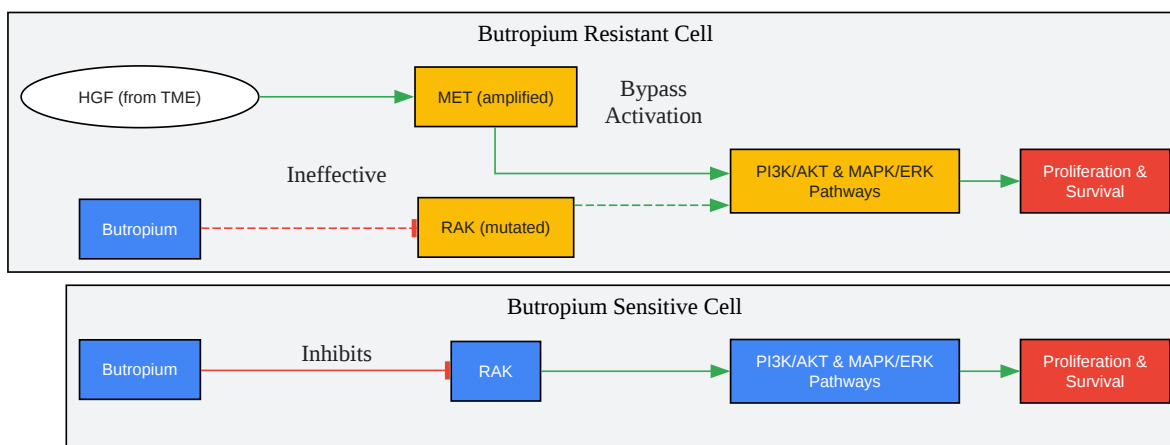 Butropium Resistant Cell
HGF (from TME)
MET (amplified)
Bypass
Activation
Ineffective
PI3K/AKT & MAPK/ERK
Pathways
Proliferation &
Survival
Butropium
RAK (mutated)
Butropium Sensitive Cell
Butropium
Inhibits
RAK
PI3K/AKT & MAPK/ERK
Pathways
Proliferation &
Survival